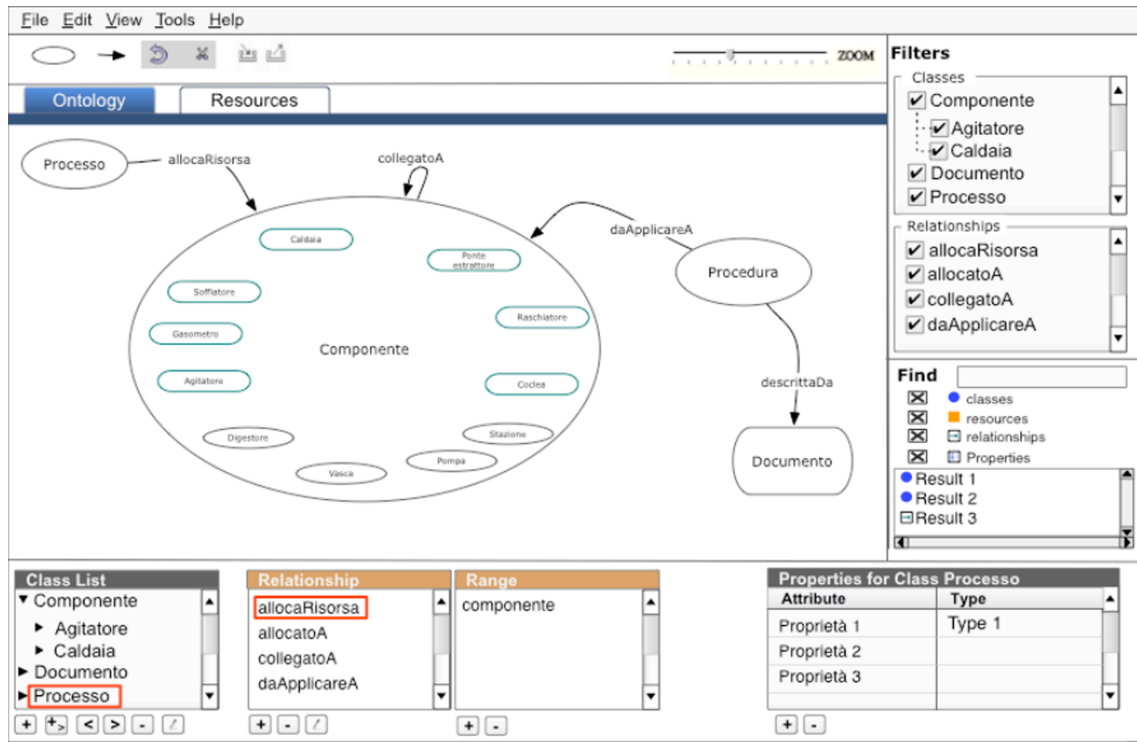 File Edit View Tools Help
ZOOM
Ontology Resources
Processo
allocaRisorsa
collegatoA
daApplicareA
Procedura
Caldaia
Ponte
estrattore
Soffiatore
Raschiatore
Gasometro
Componente
Agitatore
Coclea
descrittaDa
Digestore
Stazione
Vasca
Pompa
Documento
Filters
Classes
Componente
Agitatore
Caldaia
Documento
Processo
Relationships
allocaRisorsa
allocatoA
collegatoA
daApplicareA
Find
classes
resources
relationships
Properties
Result 1
Result 2
Result 3
Class List
Componente
Agitatore
Caldaia
Documento
Processo
Relationship
allocaRisorsa
allocatoA
collegatoA
daApplicareA
Range
componente
Properties for Class Processo
Attribute Type
Proprietà 1 Type 1
Proprietà 2
Proprietà 3